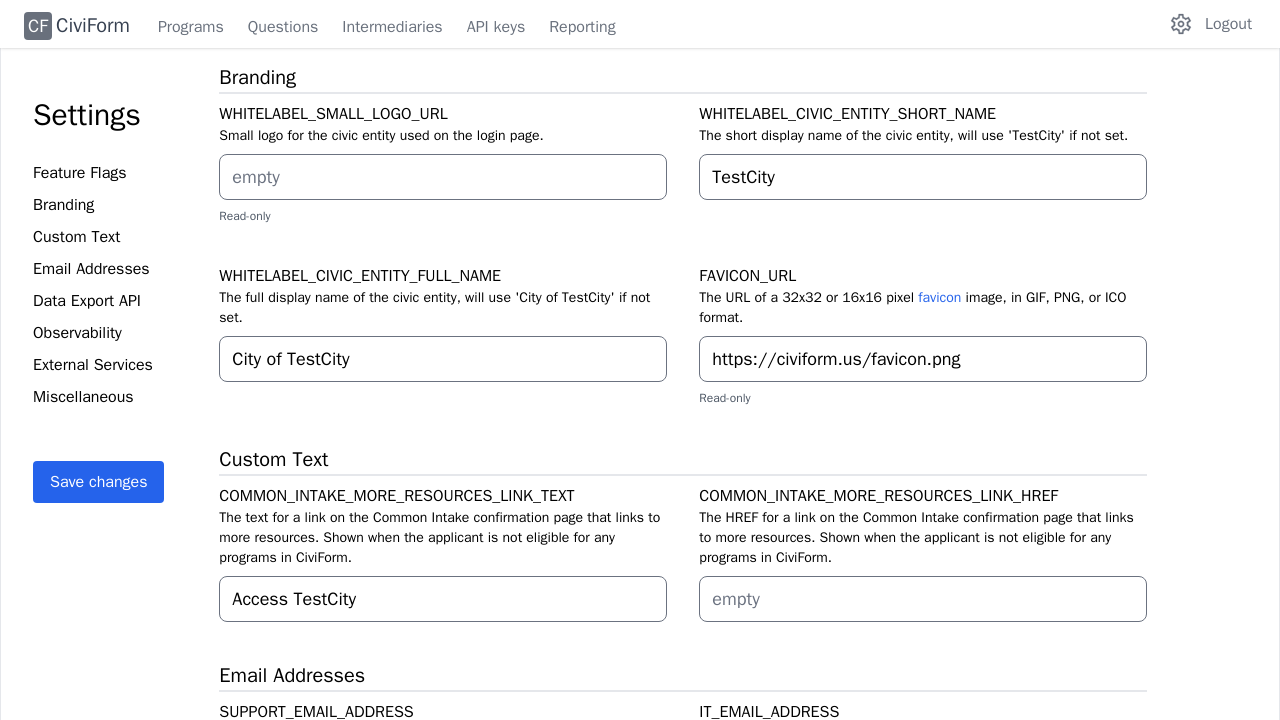 CF CiviForm Programs Questions Intermediaries API keys Reporting Logout
Settings
Feature Flags
Branding
Custom Text
Email Addresses
Data Export API
Observability
External Services
Miscellaneous
Save changes
Branding
WHITELABEL_SMALL_LOGO_URL
Small logo for the civic entity used on the login page.
empty
Read-only
WHITELABEL_CIVIC_ENTITY_SHORT_NAME
The short display name of the civic entity, will use 'TestCity' if not set.
TestCity
WHITELABEL_CIVIC_ENTITY_FULL_NAME
The full display name of the civic entity, will use 'City of TestCity' if not
set.
City of TestCity
FAVICON_URL
The URL of a 32x32 or 16x16 pixel favicon image, in GIF, PNG, or ICO
format.
https://civiform.us/favicon.png
Read-only
Custom Text
COMMON_INTAKE_MORE_RESOURCES_LINK_TEXT
The text for a link on the Common Intake confirmation page that links to
more resources. Shown when the applicant is not eligible for any
programs in CiviForm.
Access TestCity
COMMON_INTAKE_MORE_RESOURCES_LINK_HREF
The HREF for a link on the Common Intake confirmation page that links
to more resources. Shown when the applicant is not eligible for any
programs in CiviForm.
empty
Email Addresses
SUPPORT_EMAIL_ADDRESS
IT_EMAIL_ADDRESS